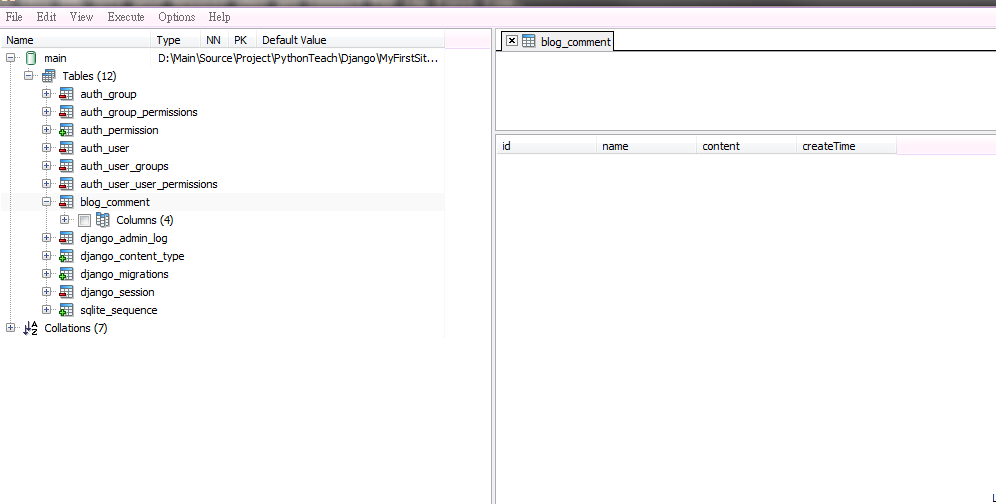 File Edit View Execute Options Help
Name Type NN PK Default Value
main D:\Main\Source\Project\PythonTeach\Django\MyFirstSit...
Tables (12)
auth_group
auth_group_permissions
auth_permission
auth_user
auth_user_groups
auth_user_user_permissions
blog_comment
Columns (4)
django_admin_log
django_content_type
django_migrations
django_session
sqlite_sequence
Collations (7)
blog_comment
id name content createTime